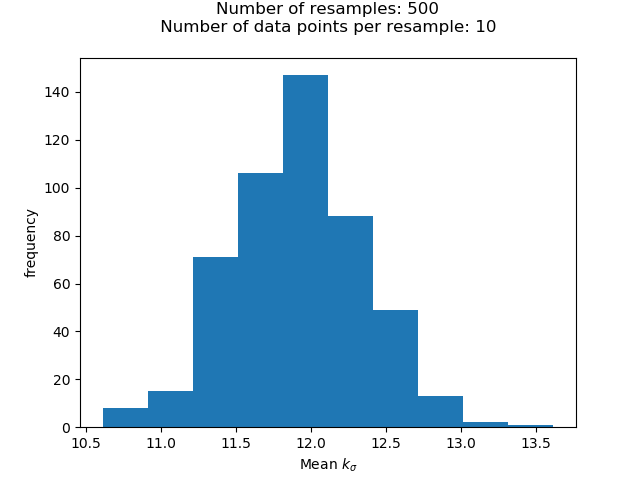 Number of resamples: 500
Number of data points per resample: 10
140
120
100
80
60
40
20
0
frequency
10.5 11.0 11.5 12.0 12.5 13.0 13.5
Mean kσ